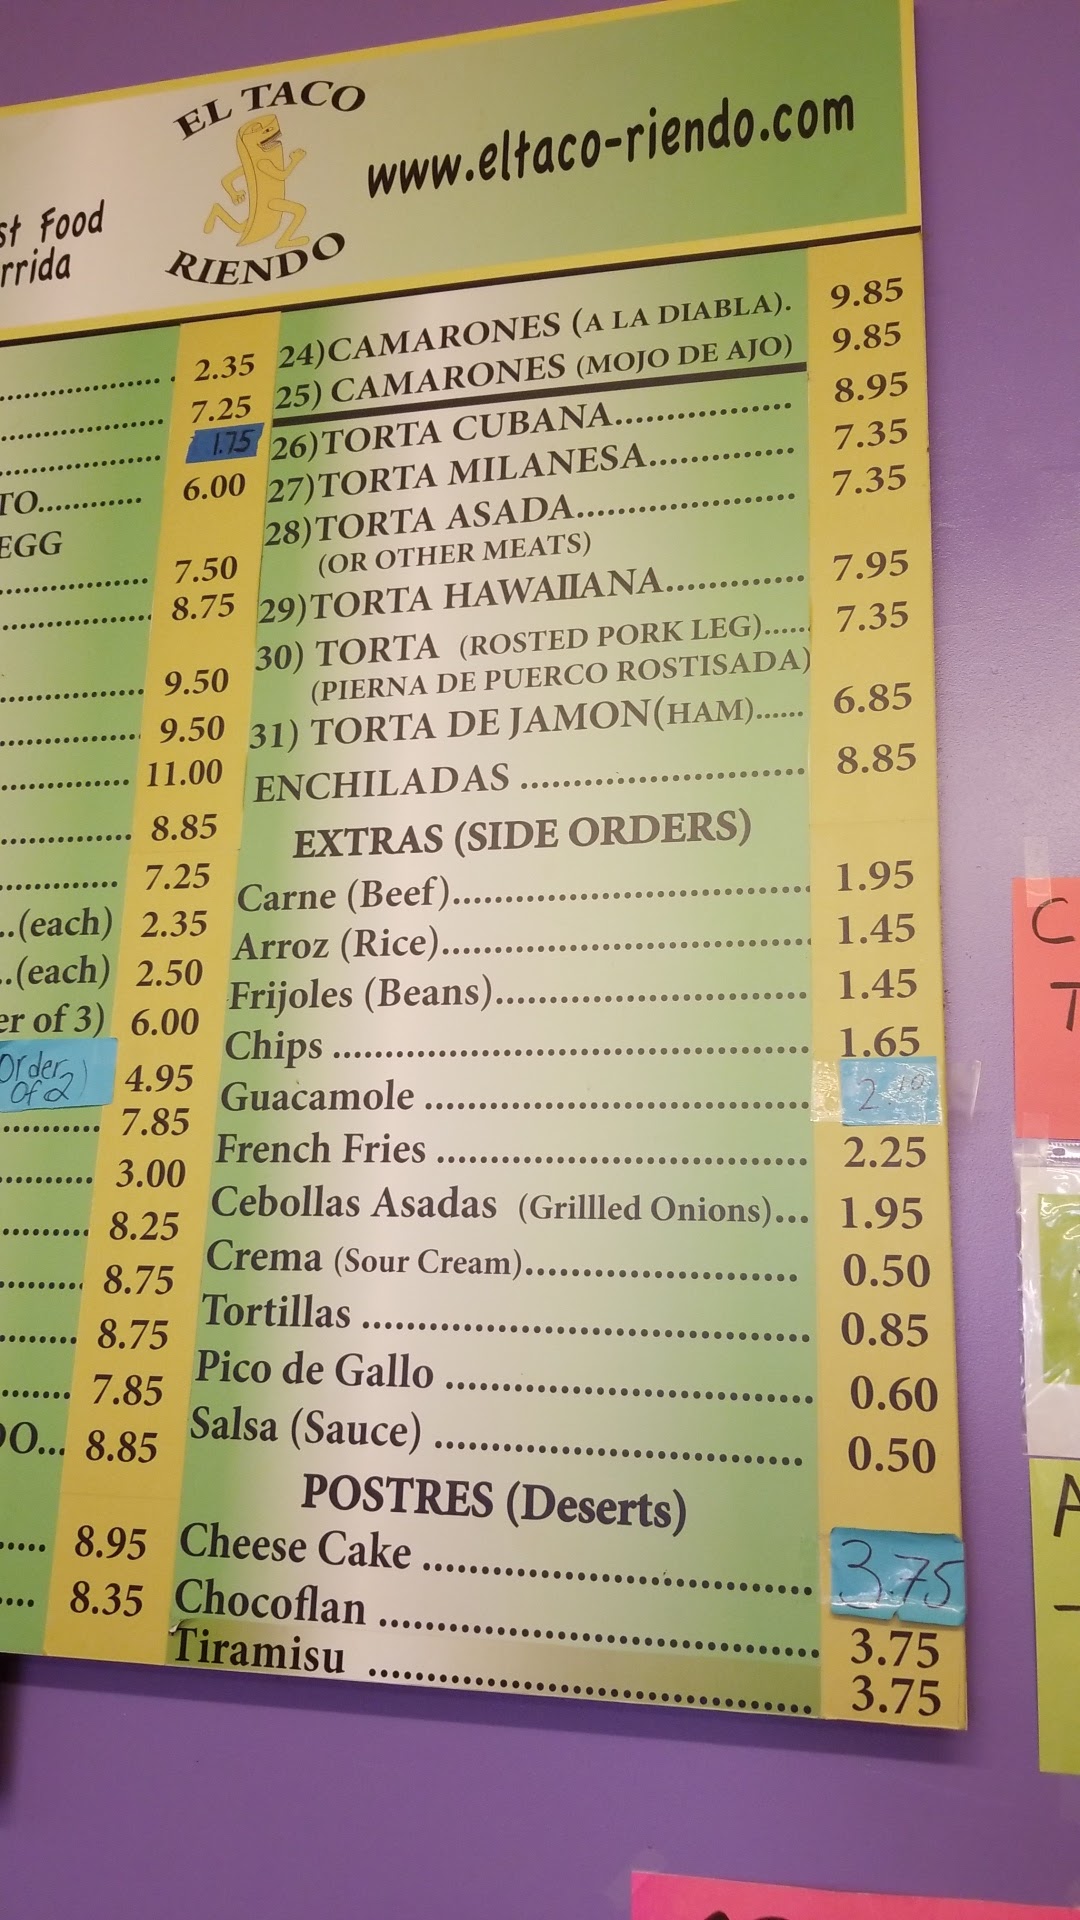 EL TACO
RIENDO
www.eltaco-riendo.com
st Food
rrida
2.35
7.25
1.75
TO.......... 6.00
EGG
7.50
8.75
9.50
9.50
11.00
8.85
7.25
..(each) 2.35
..(each) 2.50
er of 3) 6.00
Order
Of 2)
4.95
7.85
3.00
8.25
8.75
8.75
7.85
DO... 8.85
8.95
8.35
24)CAMARONES (A LA DIABLA). 9.85
25) CAMARONES (MOJO DE AJO) 9.85
26)TORTA CUBANA.................. 8.95
27)TORTA MILANESA............... 7.35
28)TORTA ASADA...................... 7.35
(OR OTHER MEATS)
29)TORTA HAWAIIANA.............. 7.95
30) TORTA (ROSTED PORK LEG)..... 7.35
(PIERNA DE PUERCO ROSTISADA)
31) TORTA DE JAMON(HAM)...... 6.85
ENCHILADAS ............................ 8.85
EXTRAS (SIDE ORDERS)
Carne (Beef)................................... 1.95
Arroz (Rice).................................... 1.45
Frijoles (Beans)............................... 1.45
Chips ............................................... 1.65
Guacamole ...................................... 2.10
French Fries ..................................... 2.25
Cebollas Asadas (Grillled Onions)... 1.95
Crema (Sour Cream)........................... 0.50
Tortillas ............................................ 0.85
Pico de Gallo .................................... 0.60
Salsa (Sauce) ..................................... 0.50
POSTRES (Deserts)
Cheese Cake ...................................... 3.75
Chocoflan .......................................... 3.75
Tiramisu ............................................ 3.75
C
T
A